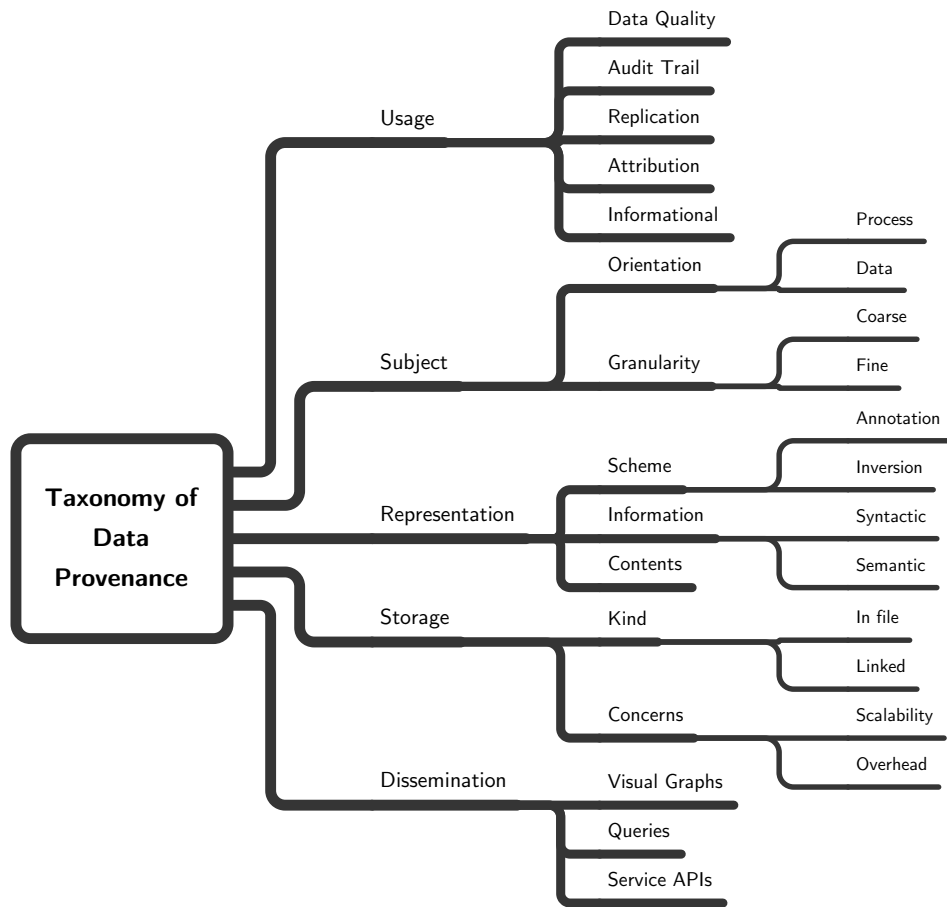 Taxonomy of
Data
Provenance
Usage
Data Quality
Audit Trail
Replication
Attribution
Informational
Subject
Orientation
Process
Data
Granularity
Coarse
Fine
Representation
Scheme
Annotation
Inversion
Information
Syntactic
Semantic
Contents
Storage
Kind
In file
Linked
Concerns
Scalability
Overhead
Dissemination
Visual Graphs
Queries
Service APIs